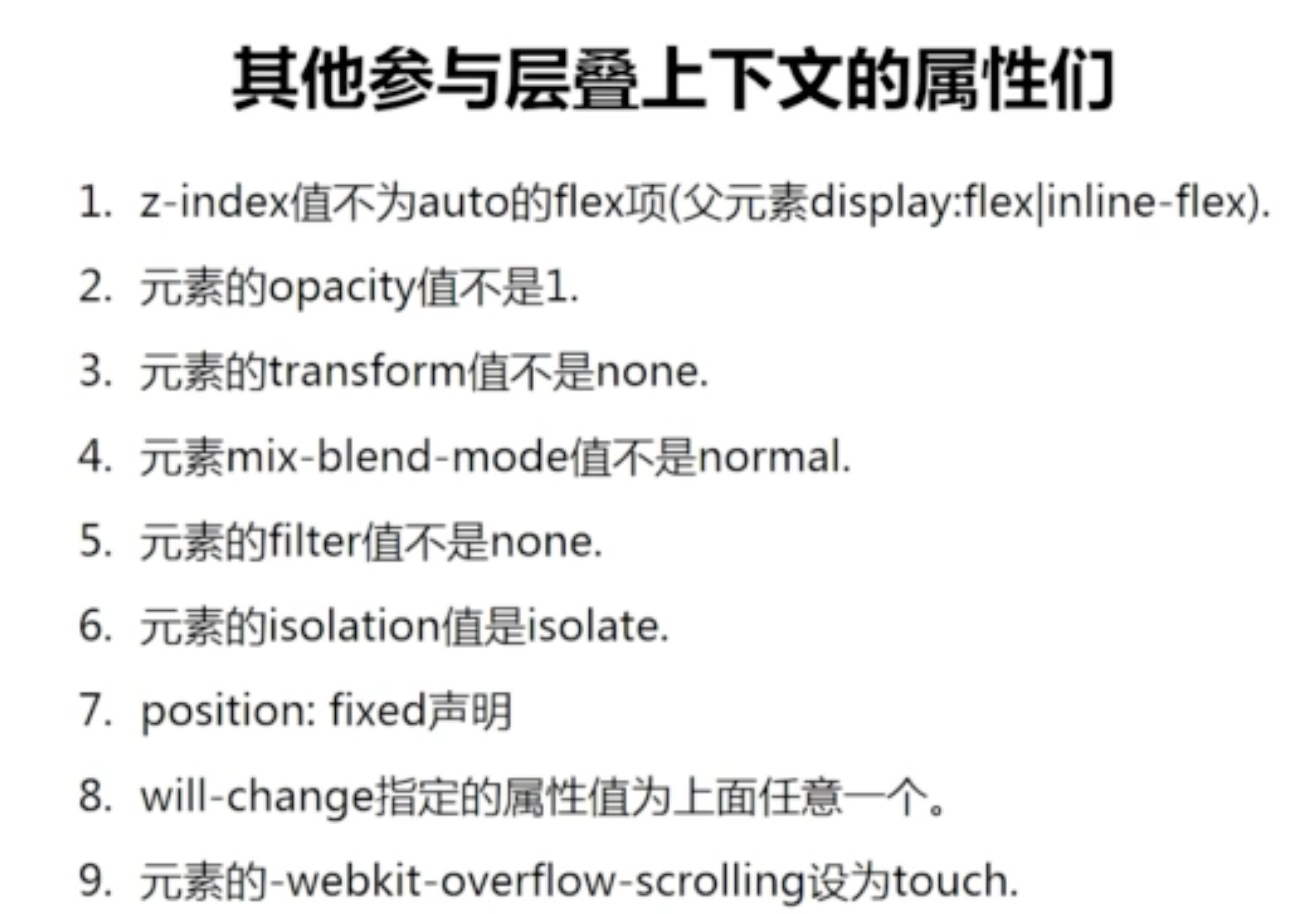 其他参与层叠上下文的属性们
1. z-index值不为auto的flex项(父元素display:flex|inline-flex).
2. 元素的opacity值不是1.
3. 元素的transform值不是none.
4. 元素mix-blend-mode值不是normal.
5. 元素的filter值不是none.
6. 元素的isolation值是isolate.
7. position: fixed声明
8. will-change指定的属性值为上面任意一个。
9. 元素的-webkit-overflow-scrolling设为touch.